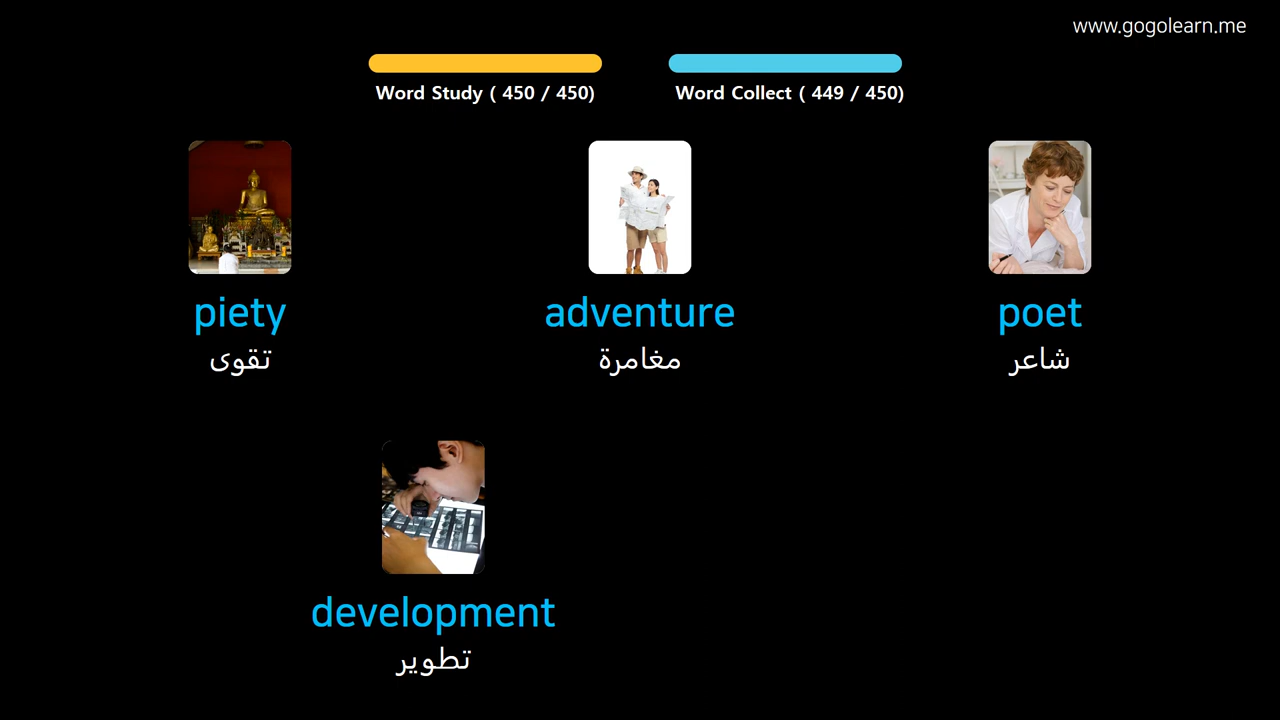 www.gogolearn.me
Word Study ( 450 / 450)
Word Collect ( 449 / 450)
piety
تقوى
adventure
مغامرة
poet
شاعر
development
تطوير